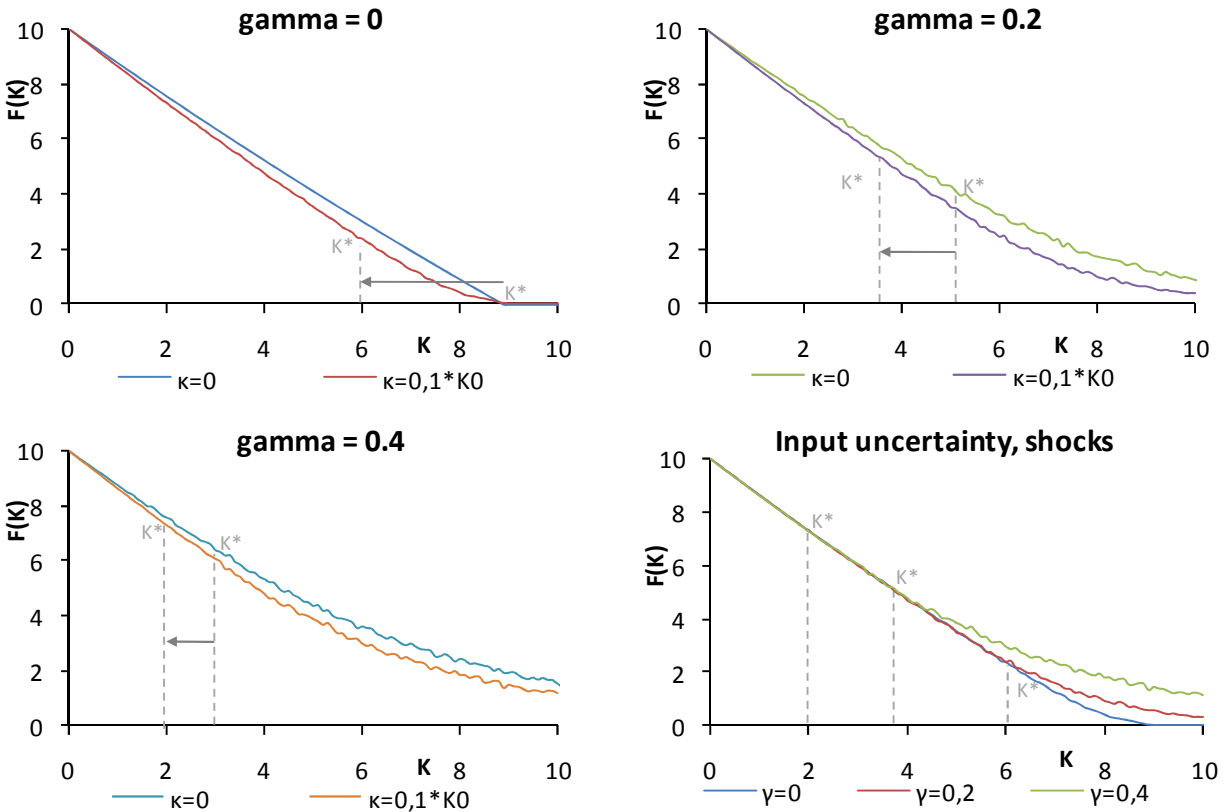 gamma = 0
10
8
6
4
2
0
F(K)
K*
K*
0 2 4 6 K 8 10
κ=0 κ=0,1*K0
gamma = 0.2
10
8
6
4
2
0
F(K)
K*
K*
0 2 4 6 K 8 10
κ=0 κ=0,1*K0
gamma = 0.4
10
8
6
4
2
0
F(K)
K*
K*
0 2 4 6 K 8 10
κ=0 κ=0,1*K0
Input uncertainty, shocks
10
8
6
4
2
0
F(K)
K*
K*
K*
0 2 4 6 K 8 10
γ=0 γ=0,2 γ=0,4